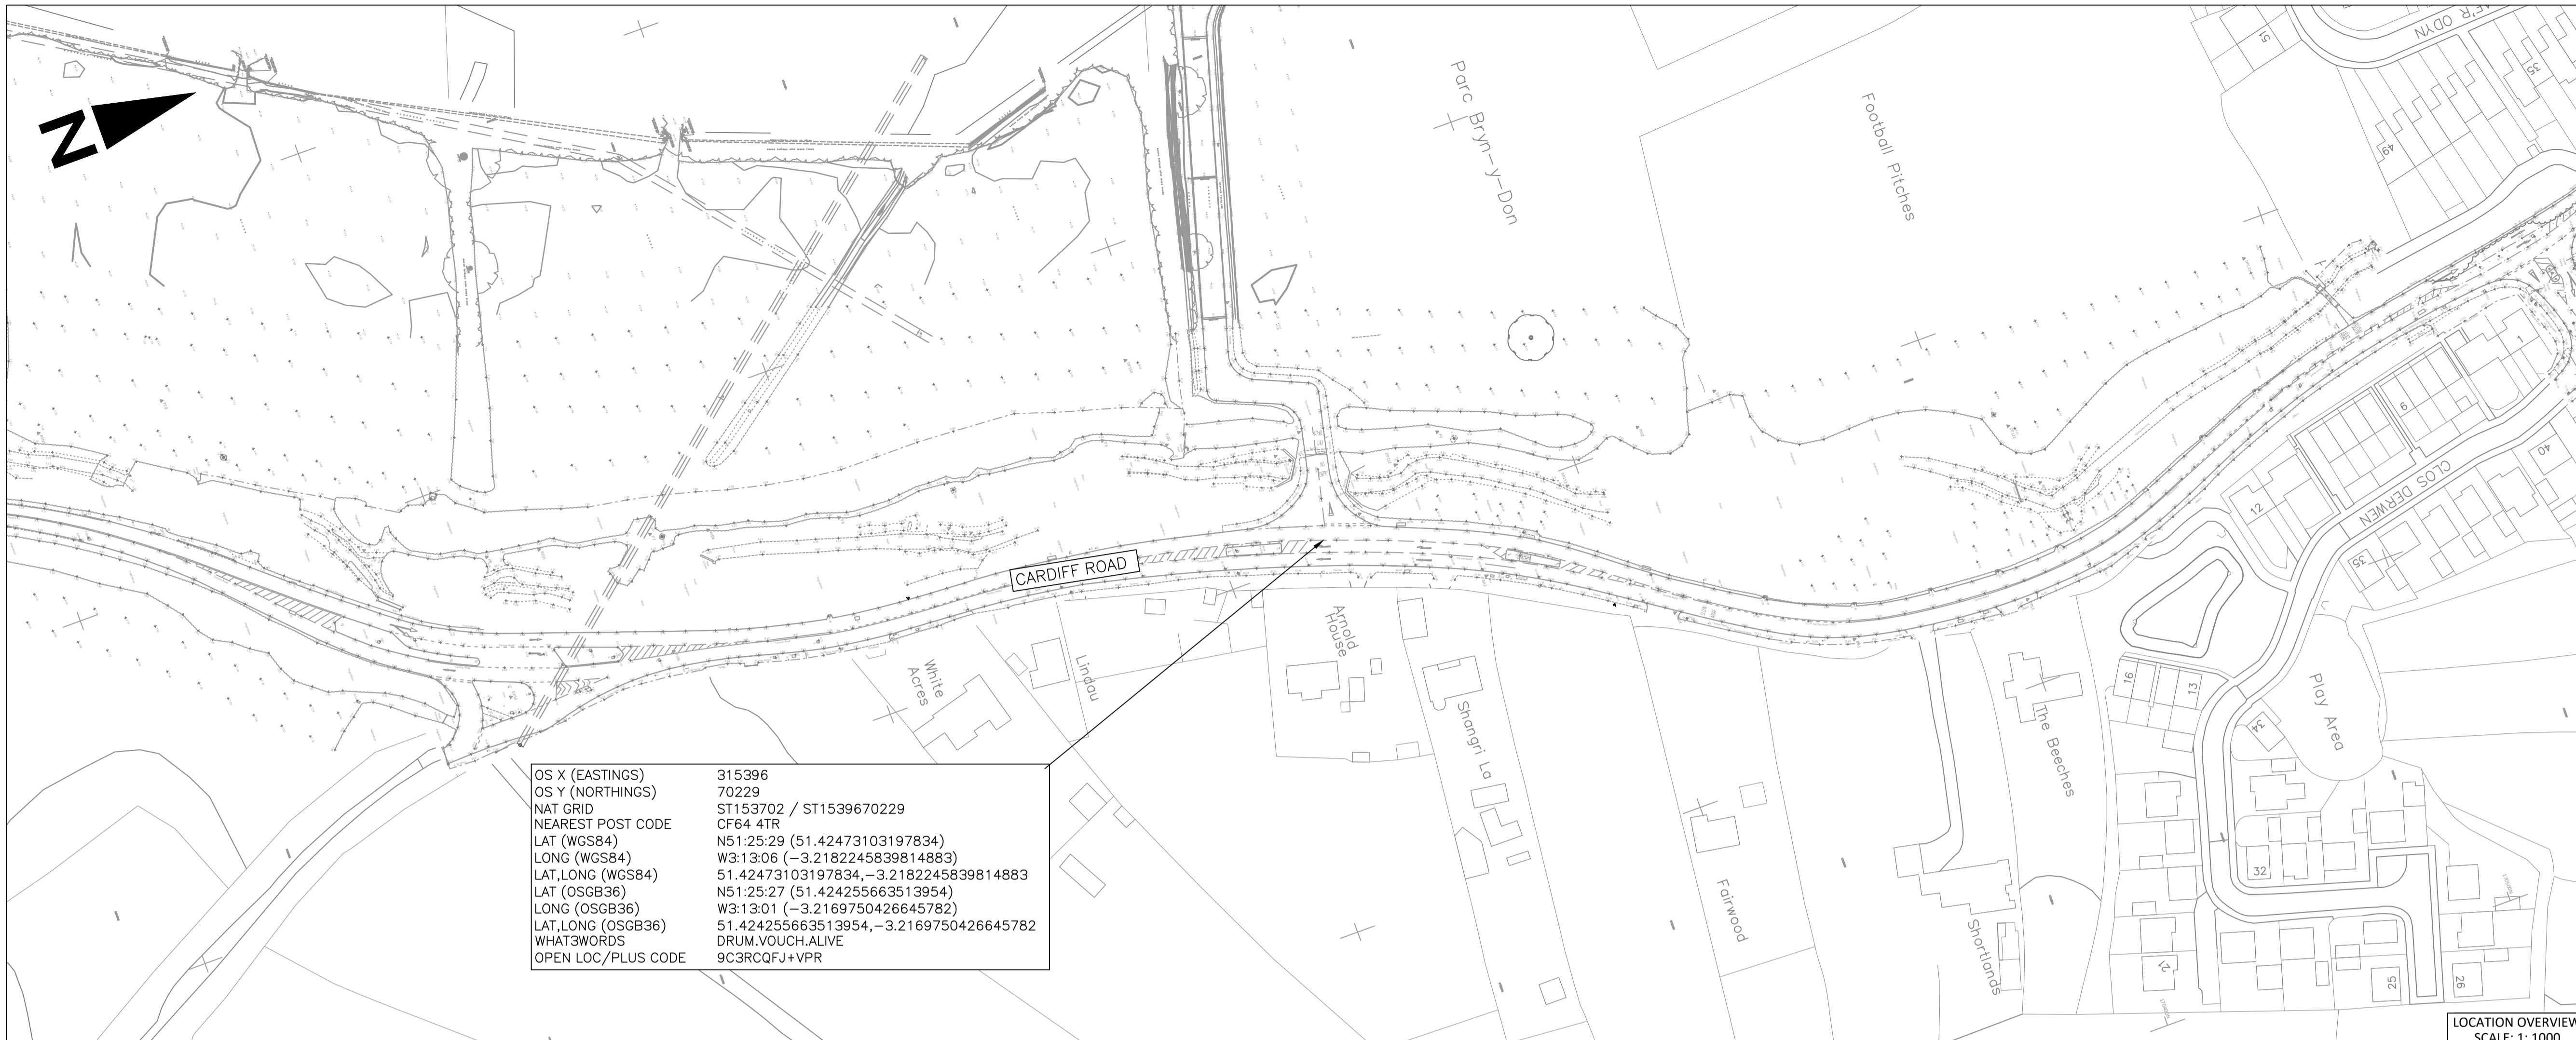 N
Parc Bryn-y-Don
Football Pitches
51
35
49
1
6
12
40
CLOS DERWEN
35
CARDIFF ROAD
White
Acres
Lindau
Arnold
House
Shangri La
Fairwood
The Beeches
Shortlands
16
13
34
Play Area
32
21
25
26
OS X (EASTINGS) 315396
OS Y (NORTHINGS) 70229
NAT GRID ST153702 / ST1539670229
NEAREST POST CODE CF64 4TR
LAT (WGS84) N51:25:29 (51.42473103197834)
LONG (WGS84) W3:13:06 (-3.2182245839814883)
LAT,LONG (WGS84) 51.42473103197834,-3.2182245839814883
LAT (OSGB36) N51:25:27 (51.424255663513954)
LONG (OSGB36) W3:13:01 (-3.2169750426645782)
LAT,LONG (OSGB36) 51.424255663513954,-3.2169750426645782
WHAT3WORDS DRUM.VOUCH.ALIVE
OPEN LOC/PLUS CODE 9C3RCQFJ+VPR
LOCATION OVERVIEW
SCALE: 1: 1000